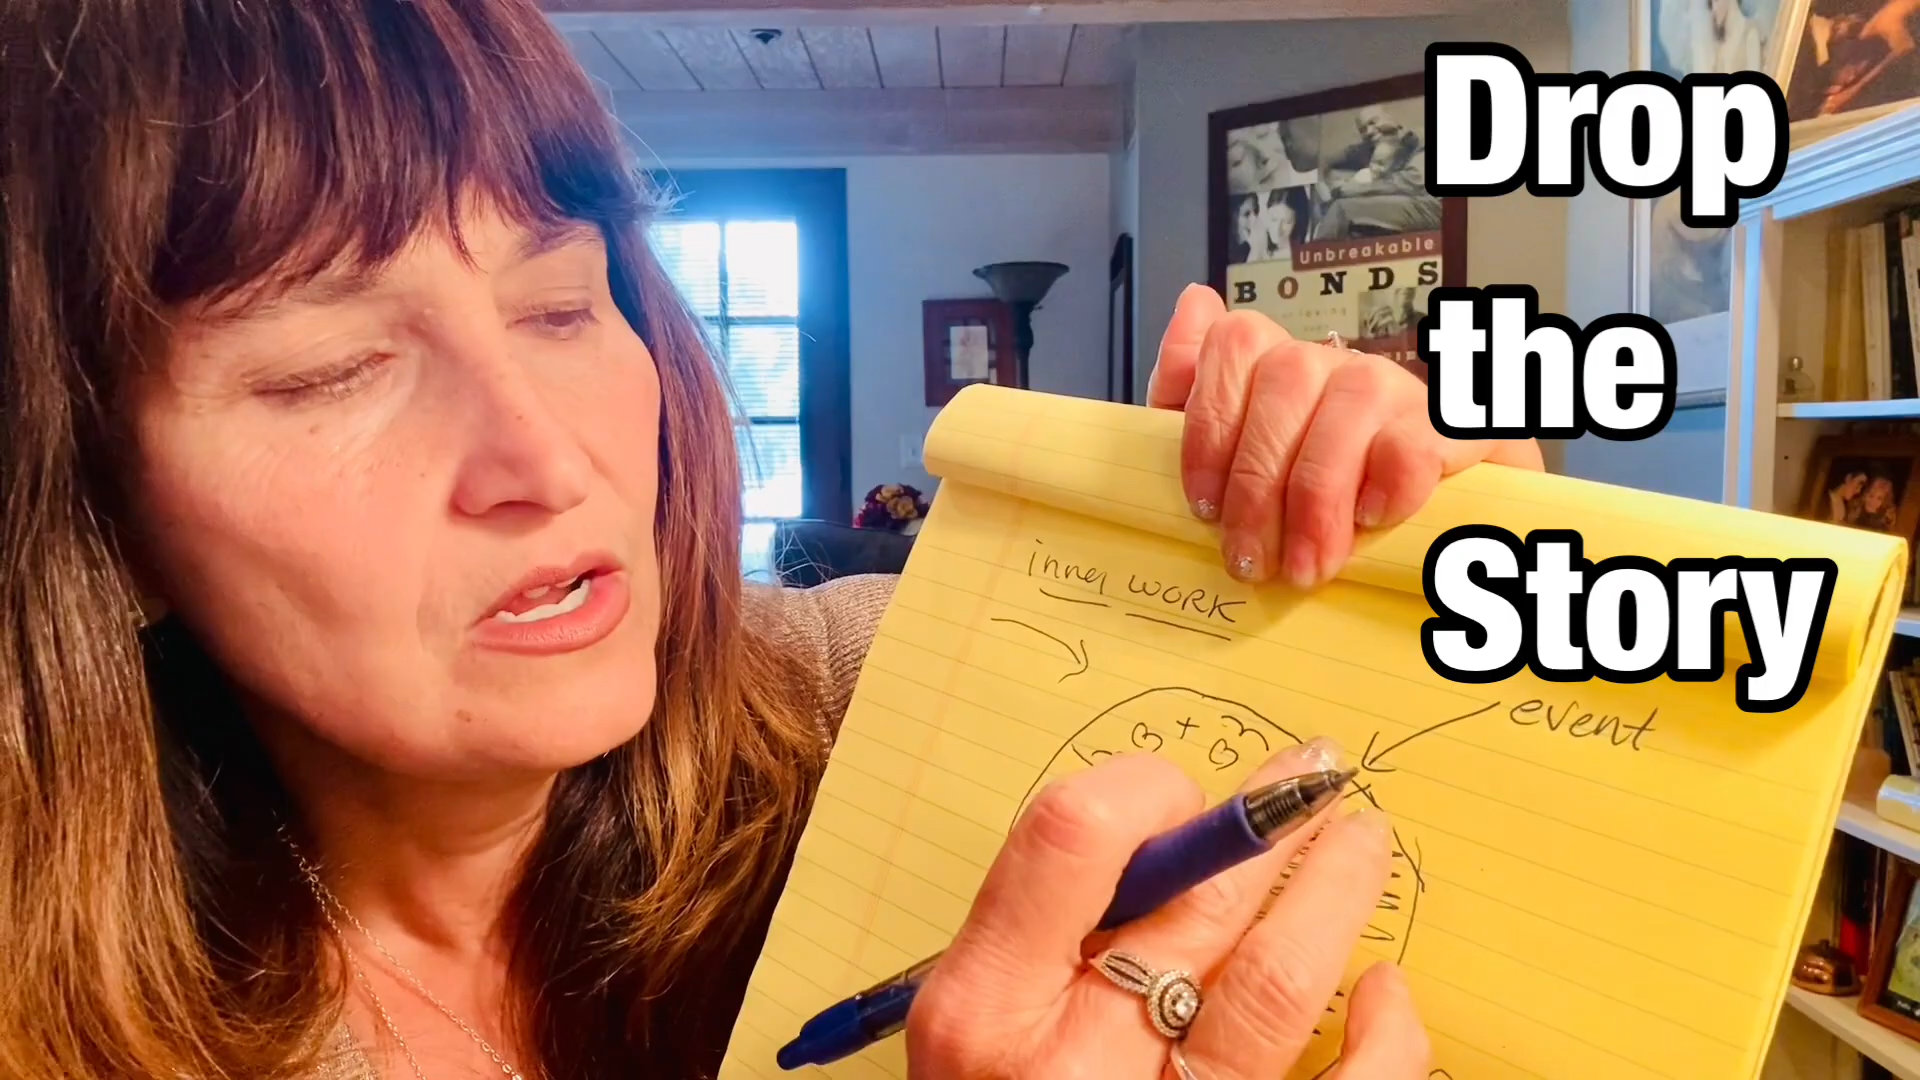 Drop
the
Story
Unbreakable
BONDS
inner work
event